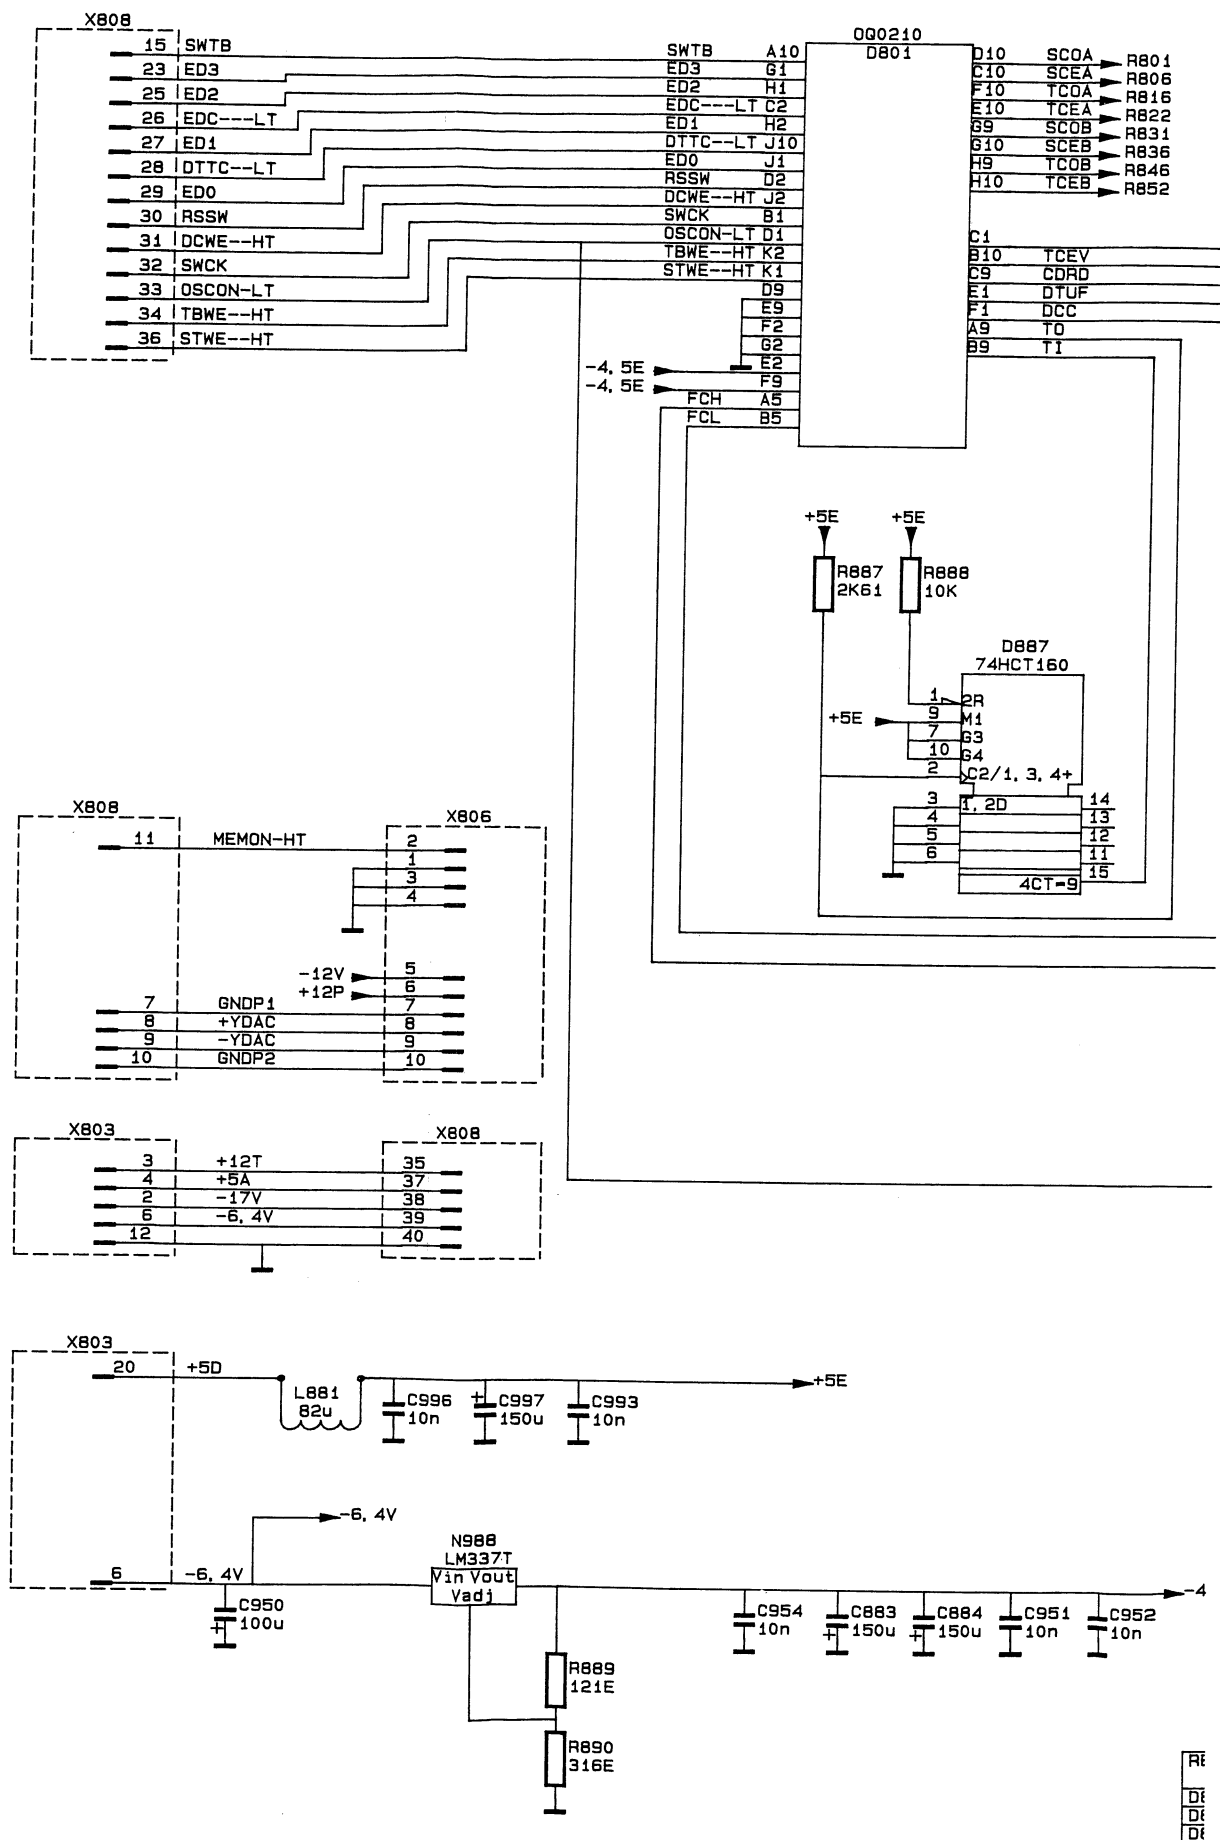 X808
15 SWTB
23 ED3
25 ED2
26 EDC---LT
27 ED1
28 DTTC--LT
29 ED0
30 RSSW
31 DCWE--HT
32 SWCK
33 OSCON-LT
34 TBWE--HT
36 STWE--HT
OQ0210
D801
SWTB A10
ED3 G1
ED2 H1
EDC---LT C2
ED1 H2
DTTC--LT J10
ED0 J1
RSSW D2
DCWE--HT J2
SWCK B1
OSCON-LT D1
TBWE--HT K2
STWE--HT K1
D9
E9
F2
G2
-4, 5E E2
-4, 5E F9
FCH A5
FCL B5
D10 SCOA R801
C10 SCEA R806
F10 TCOA R816
E10 TCEA R822
G9 SCOB R831
G10 SCEB R836
H9 TCOB R846
H10 TCEB R852
C1
B10 TCEV
C9 CDRD
E1 DTUF
F1 DCC
A9 TO
B9 TI
+5E +5E
R887 R888
2K61 10K
D887
74HCT160
1 2R
+5E 9 M1
7 G3
10 G4
2 C2/1, 3, 4+
3 1, 2D 14
4 13
5 12
6 11
4CT=9 15
X808 X806
11 MEMON-HT 2
1
3
4
-12V 5
+12P 6
7 GNDP1 7
8 +YDAC 8
9 -YDAC 9
10 GNDP2 10
X803 X808
3 +12T 35
4 +5A 37
2 -17V 38
6 -6, 4V 39
12 40
X803
20 +5D
L881
82u
C996
10n
+ C997
150u
C993
10n
+5E
-6, 4V
6 -6, 4V
C950
+ 100u
N988
LM337T
Vin Vout
Vadj
R889
121E
R890
316E
C954
10n
C883
+ 150u
C884
+ 150u
C951
10n
C952
10n
-4